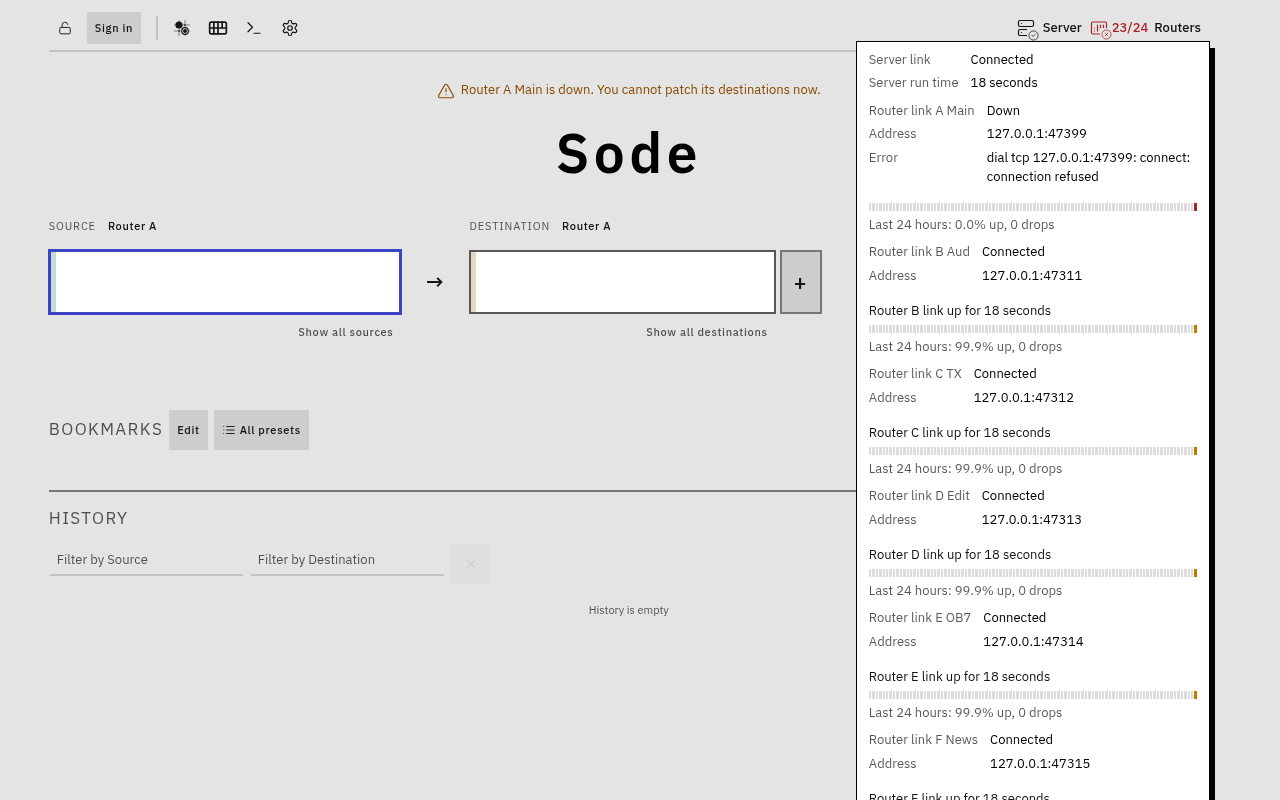 Sign in
Server 23/24 Routers
Server link Connected
Server run time 18 seconds
Router link A Main Down
Address 127.0.0.1:47399
Error dial tcp 127.0.0.1:47399: connect:
connection refused
Last 24 hours: 0.0% up, 0 drops
Router link B Aud Connected
Address 127.0.0.1:47311
Router B link up for 18 seconds
Last 24 hours: 99.9% up, 0 drops
Router link C TX Connected
Address 127.0.0.1:47312
Router C link up for 18 seconds
Last 24 hours: 99.9% up, 0 drops
Router link D Edit Connected
Address 127.0.0.1:47313
Router D link up for 18 seconds
Last 24 hours: 99.9% up, 0 drops
Router link E OB7 Connected
Address 127.0.0.1:47314
Router E link up for 18 seconds
Last 24 hours: 99.9% up, 0 drops
Router link F News Connected
Address 127.0.0.1:47315
Router F link up for 18 seconds
Router A Main is down. You cannot patch its destinations now.
Sode
SOURCE Router A
DESTINATION Router A
→
+
Show all sources
Show all destinations
BOOKMARKS Edit All presets
HISTORY
Filter by Source Filter by Destination
History is empty